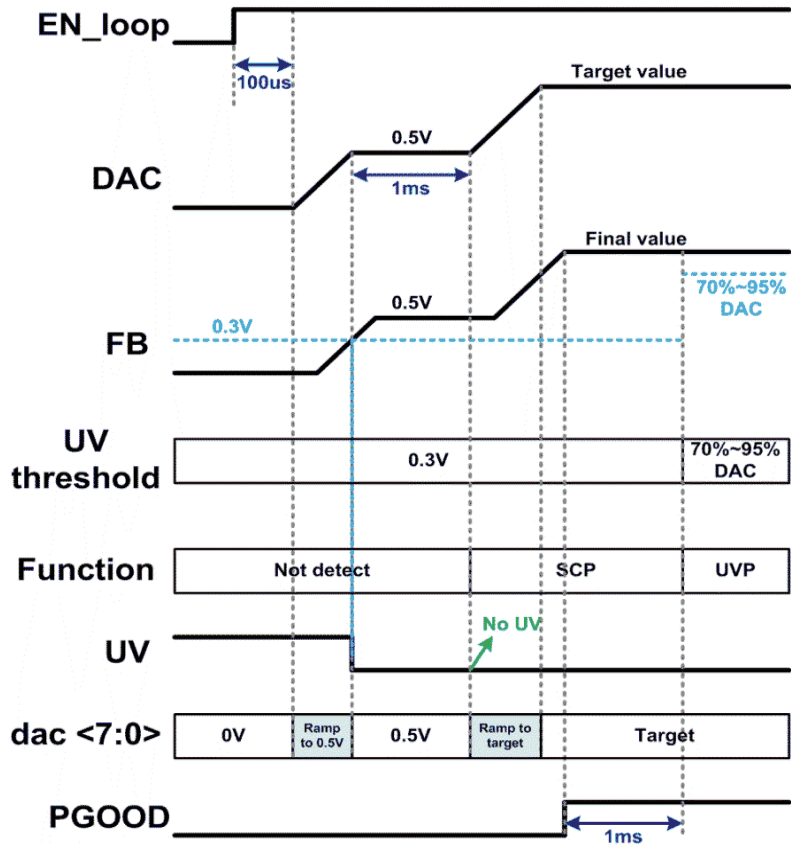 EN_loop
100us
Target value
0.5V
DAC
1ms
Final value
70%~95%
DAC
0.5V
0.3V
FB
UV
threshold
0.3V
70%~95%
DAC
Function
Not detect
SCP
UVP
No UV
UV
dac <7:0>
0V
Ramp
to 0.5V
0.5V
Ramp to
target
Target
PGOOD
1ms